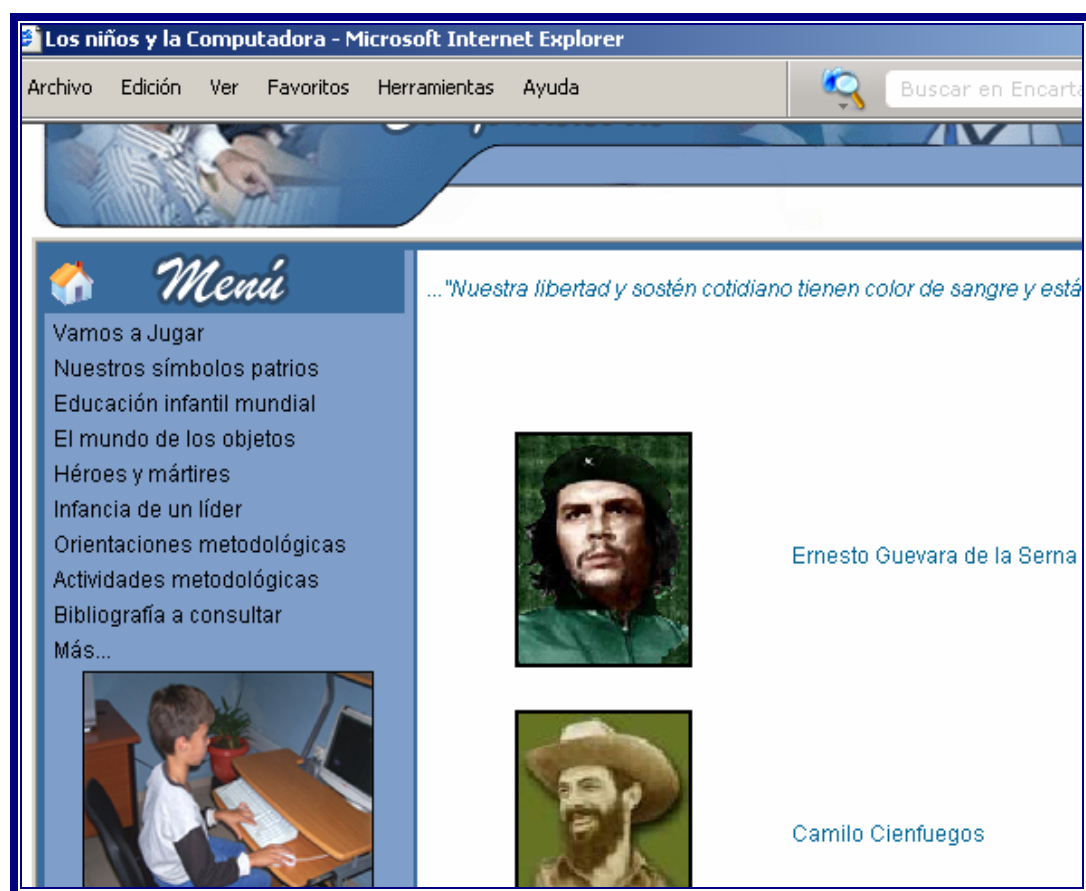 Los niños y la Computadora - Microsoft Internet Explorer
Archivo Edición Ver Favoritos Herramientas Ayuda
Buscar en Encarta
Menú
..."Nuestra libertad y sostén cotidiano tienen color de sangre y está
Vamos a Jugar
Nuestros símbolos patrios
Educación infantil mundial
El mundo de los objetos
Héroes y mártires
Infancia de un líder
Orientaciones metodológicas
Actividades metodológicas
Bibliografía a consultar
Más...
Ernesto Guevara de la Serna
Camilo Cienfuegos